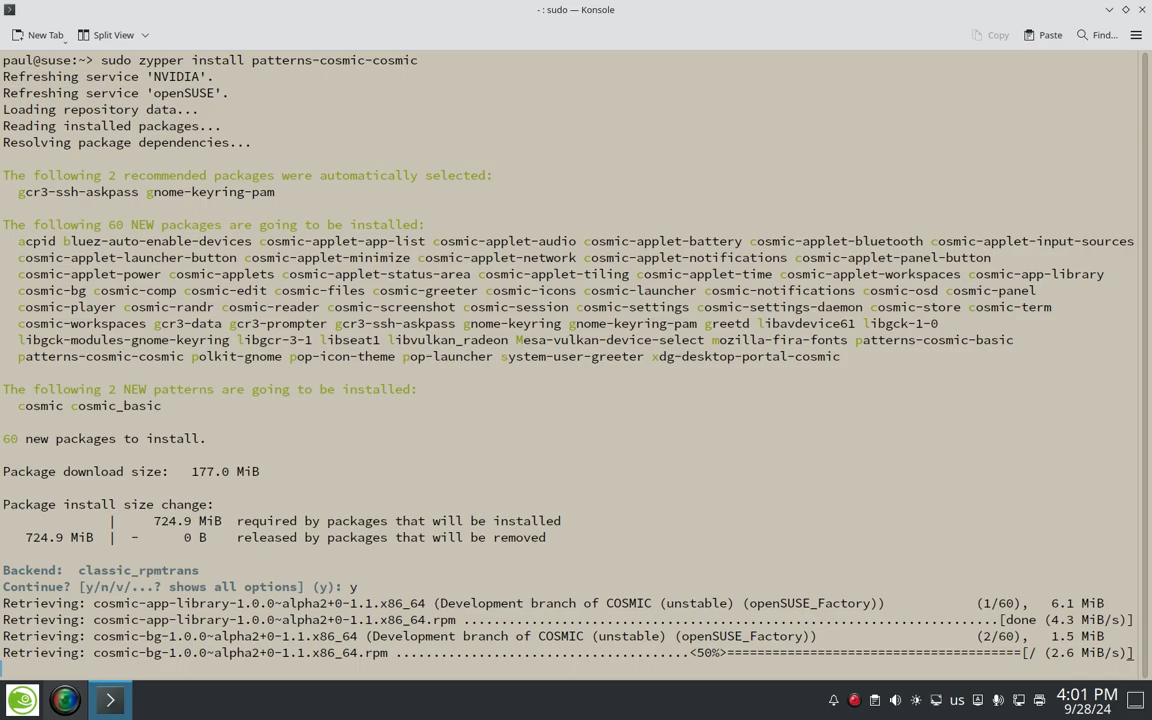 - : sudo — Konsole
New Tab Split View Copy Paste Find...
paul@suse:~> sudo zypper install patterns-cosmic-cosmic
Refreshing service 'NVIDIA'.
Refreshing service 'openSUSE'.
Loading repository data...
Reading installed packages...
Resolving package dependencies...
The following 2 recommended packages were automatically selected:
gcr3-ssh-askpass gnome-keyring-pam
The following 60 NEW packages are going to be installed:
acpid bluez-auto-enable-devices cosmic-applet-app-list cosmic-applet-audio cosmic-applet-battery cosmic-applet-bluetooth cosmic-applet-input-sources
cosmic-applet-launcher-button cosmic-applet-minimize cosmic-applet-network cosmic-applet-notifications cosmic-applet-panel-button
cosmic-applet-power cosmic-applets cosmic-applet-status-area cosmic-applet-tiling cosmic-applet-time cosmic-applet-workspaces cosmic-app-library
cosmic-bg cosmic-comp cosmic-edit cosmic-files cosmic-greeter cosmic-icons cosmic-launcher cosmic-notifications cosmic-osd cosmic-panel
cosmic-player cosmic-randr cosmic-reader cosmic-screenshot cosmic-session cosmic-settings cosmic-settings-daemon cosmic-store cosmic-term
cosmic-workspaces gcr3-data gcr3-prompter gcr3-ssh-askpass gnome-keyring gnome-keyring-pam greetd libavdevice61 libgck-1-0
libgck-modules-gnome-keyring libgcr-3-1 libseat1 libvulkan_radeon Mesa-vulkan-device-select mozilla-fira-fonts patterns-cosmic-basic
patterns-cosmic-cosmic polkit-gnome pop-icon-theme pop-launcher system-user-greeter xdg-desktop-portal-cosmic
The following 2 NEW patterns are going to be installed:
cosmic cosmic_basic
60 new packages to install.
Package download size: 177.0 MiB
Package install size change:
| 724.9 MiB required by packages that will be installed
724.9 MiB | - 0 B released by packages that will be removed
Backend: classic_rpmtrans
Continue? [y/n/v/...? shows all options] (y): y
Retrieving: cosmic-app-library-1.0.0~alpha2+0-1.1.x86_64 (Development branch of COSMIC (unstable) (openSUSE_Factory)) (1/60), 6.1 MiB
Retrieving: cosmic-app-library-1.0.0~alpha2+0-1.1.x86_64.rpm .......................................................................[done (4.3 MiB/s)]
Retrieving: cosmic-bg-1.0.0~alpha2+0-1.1.x86_64 (Development branch of COSMIC (unstable) (openSUSE_Factory)) (2/60), 1.5 MiB
Retrieving: cosmic-bg-1.0.0~alpha2+0-1.1.x86_64.rpm .......................................<50%>=======================================[/ (2.6 MiB/s)]
us
4:01 PM
9/28/24